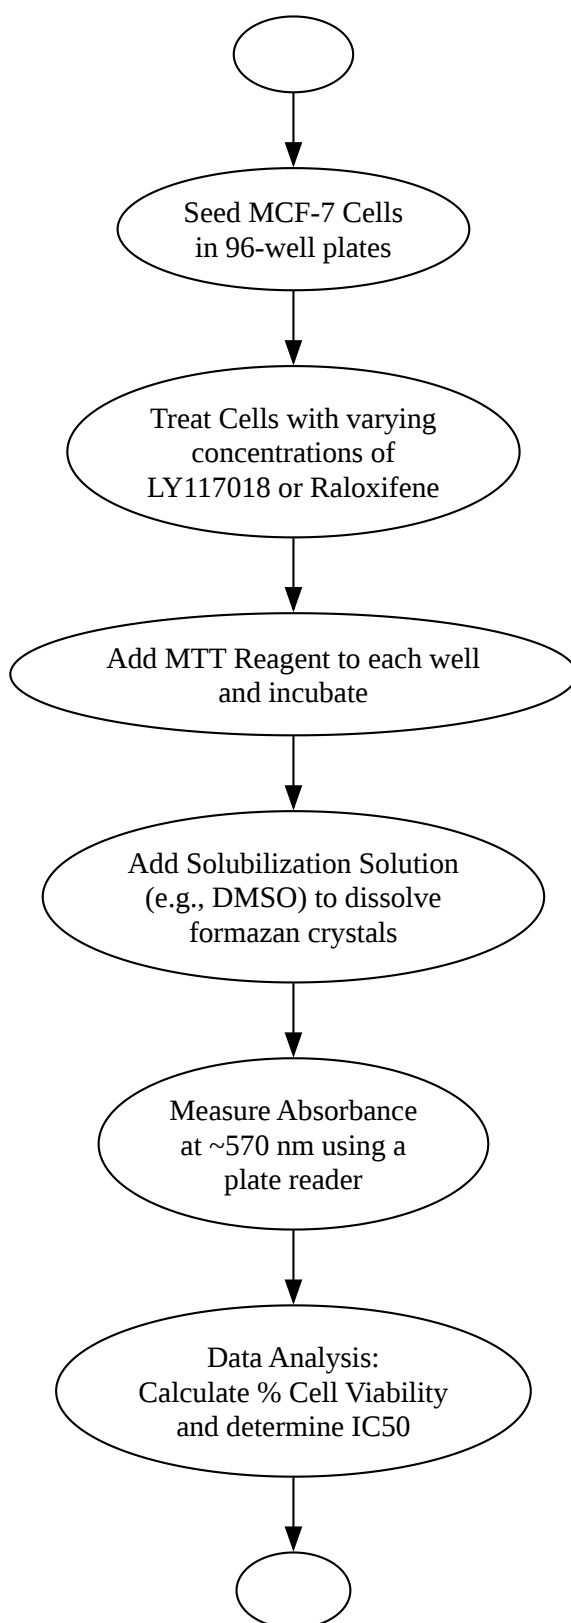 Seed MCF-7 Cells
in 96-well plates
Treat Cells with varying
concentrations of
LY117018 or Raloxifene
Add MTT Reagent to each well
and incubate
Add Solubilization Solution
(e.g., DMSO) to dissolve
formazan crystals
Measure Absorbance
at ~570 nm using a
plate reader
Data Analysis:
Calculate % Cell Viability
and determine IC50